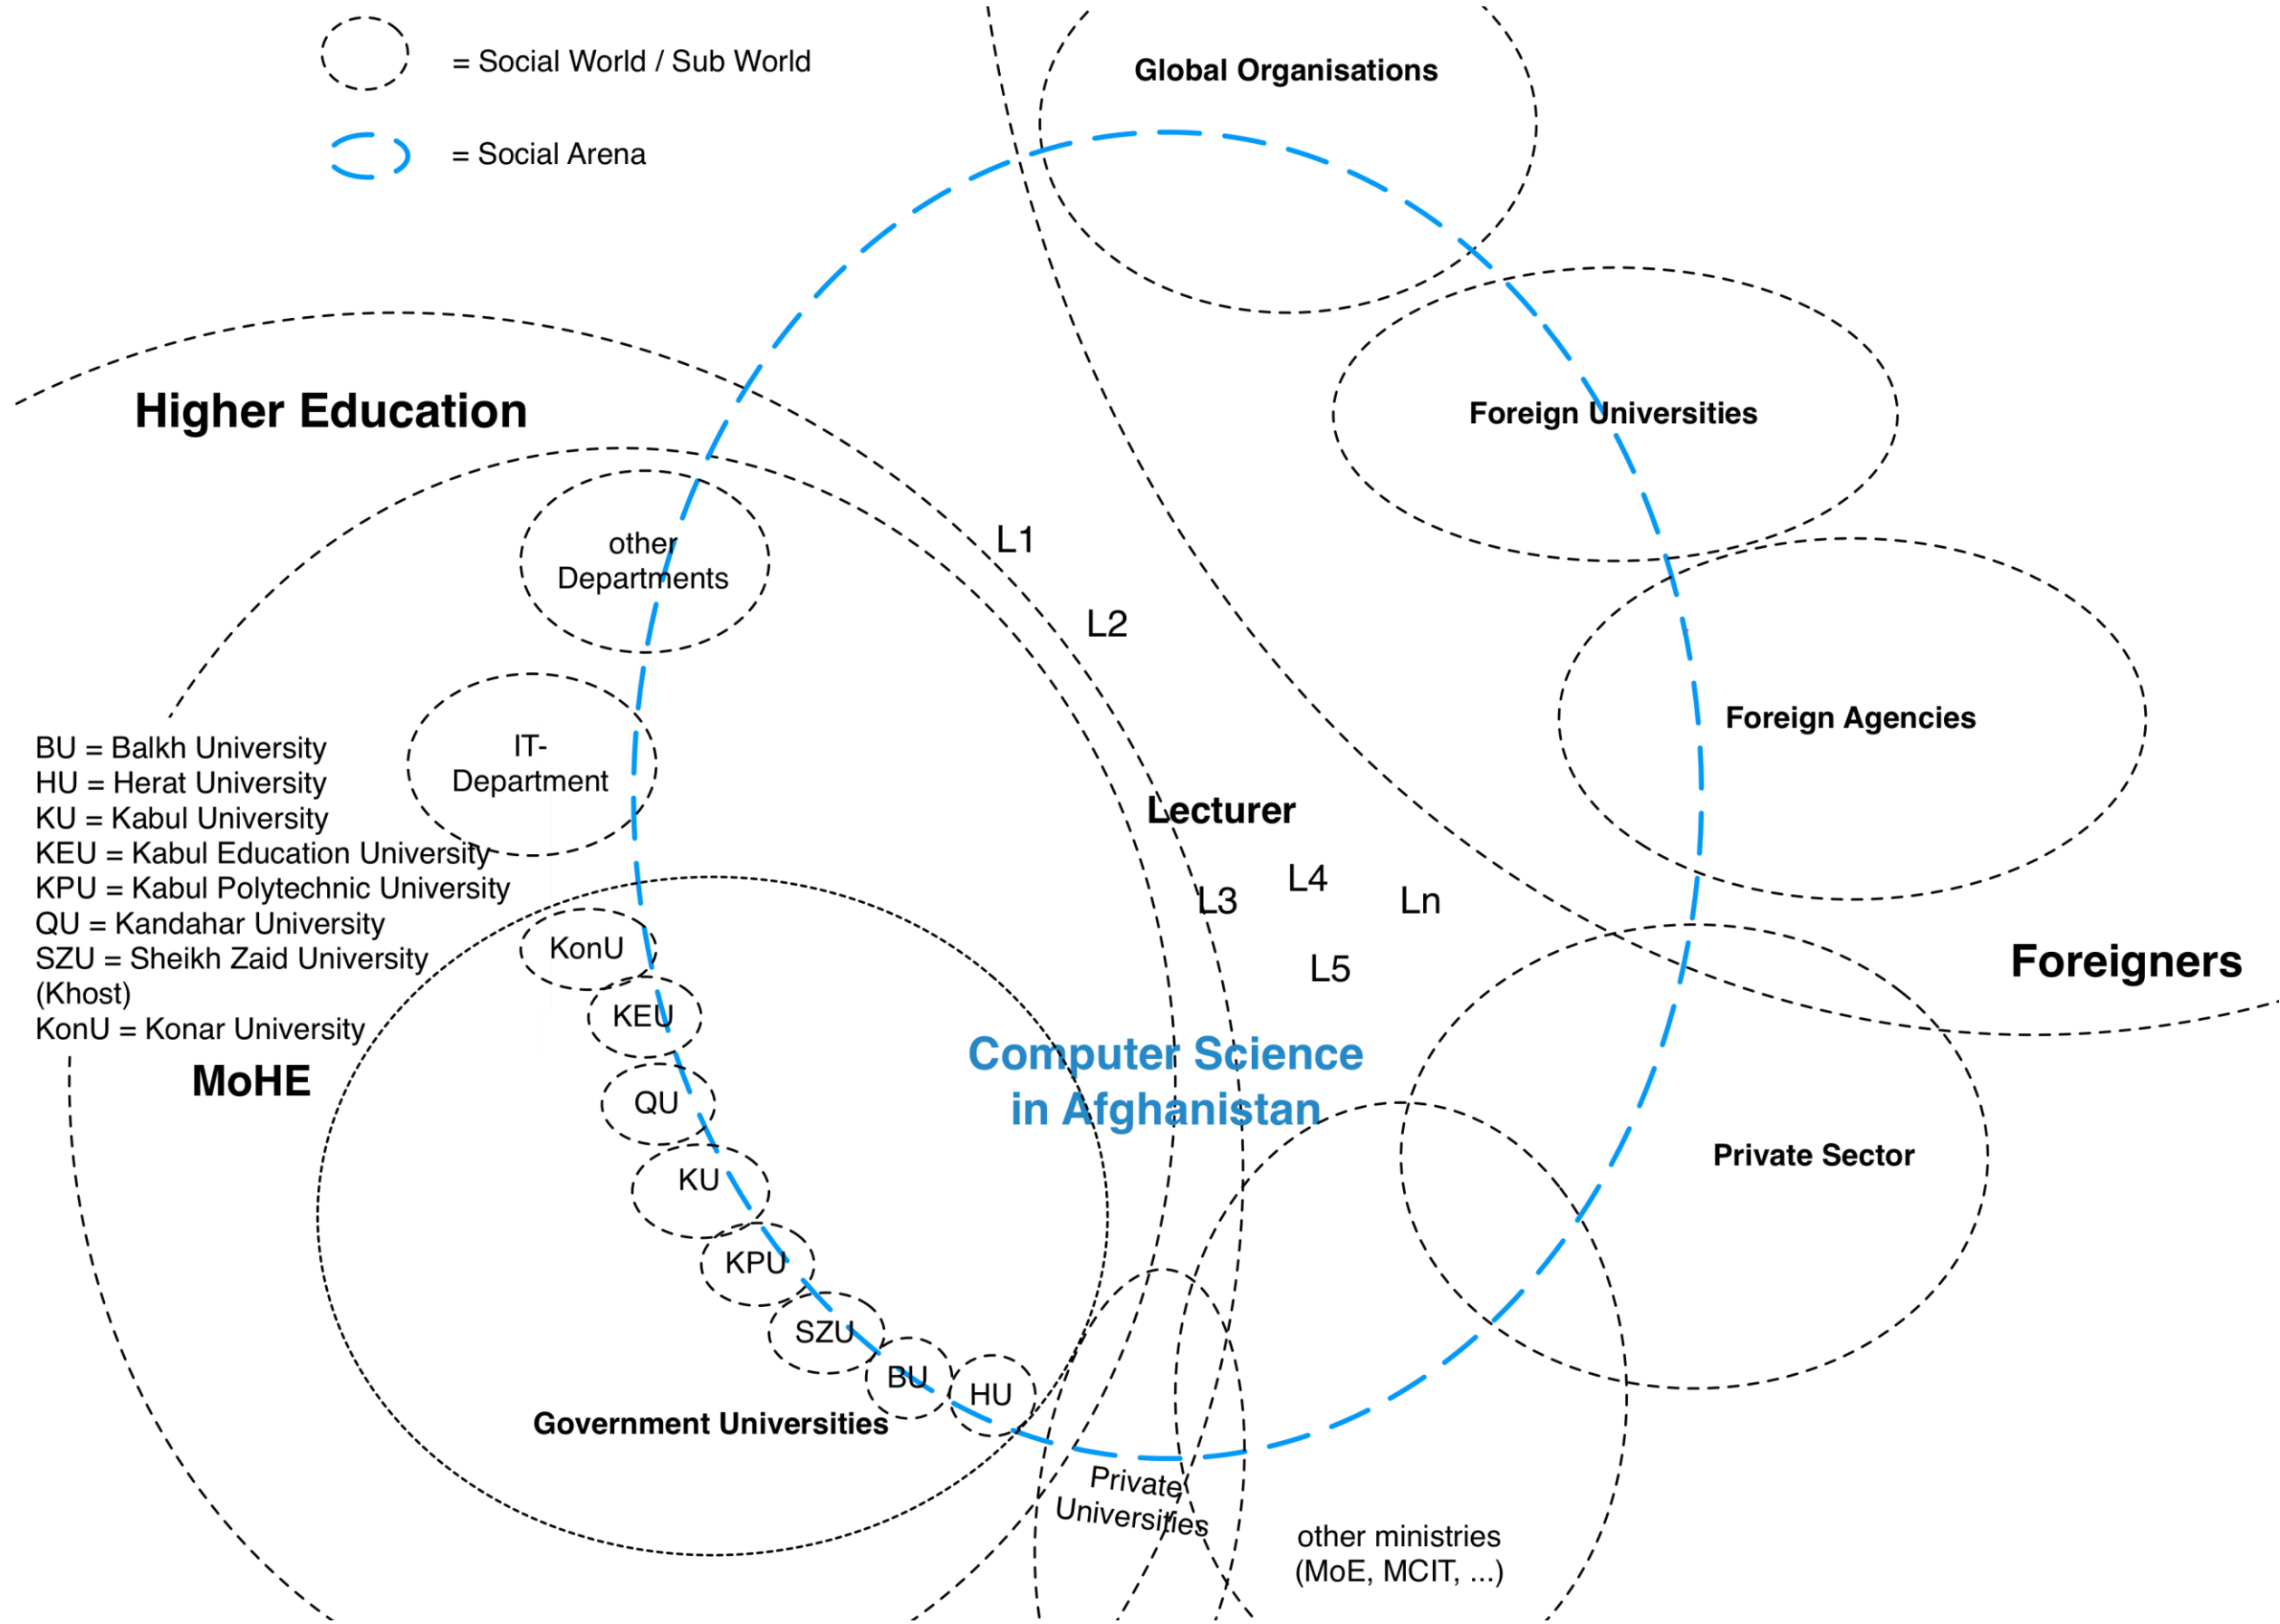 = Social World / Sub World
= Social Arena
Global Organisations
Higher Education
Foreign Universities
L1
other
Departments
L2
Foreign Agencies
IT-
Department
BU = Balkh University
HU = Herat University
KU = Kabul University
KEU = Kabul Education University
KPU = Kabul Polytechnic University
QU = Kandahar University
SZU = Sheikh Zaid University
(Khost)
KonU = Konar University
MoHE
Lecturer
L4
L3
Ln
L5
Foreigners
KonU
KEU
QU
KU
KPU
SZU
BU
HU
Computer Science
in Afghanistan
Private Sector
Government Universities
Private
Universities
other ministries
(MoE, MCIT, ...)